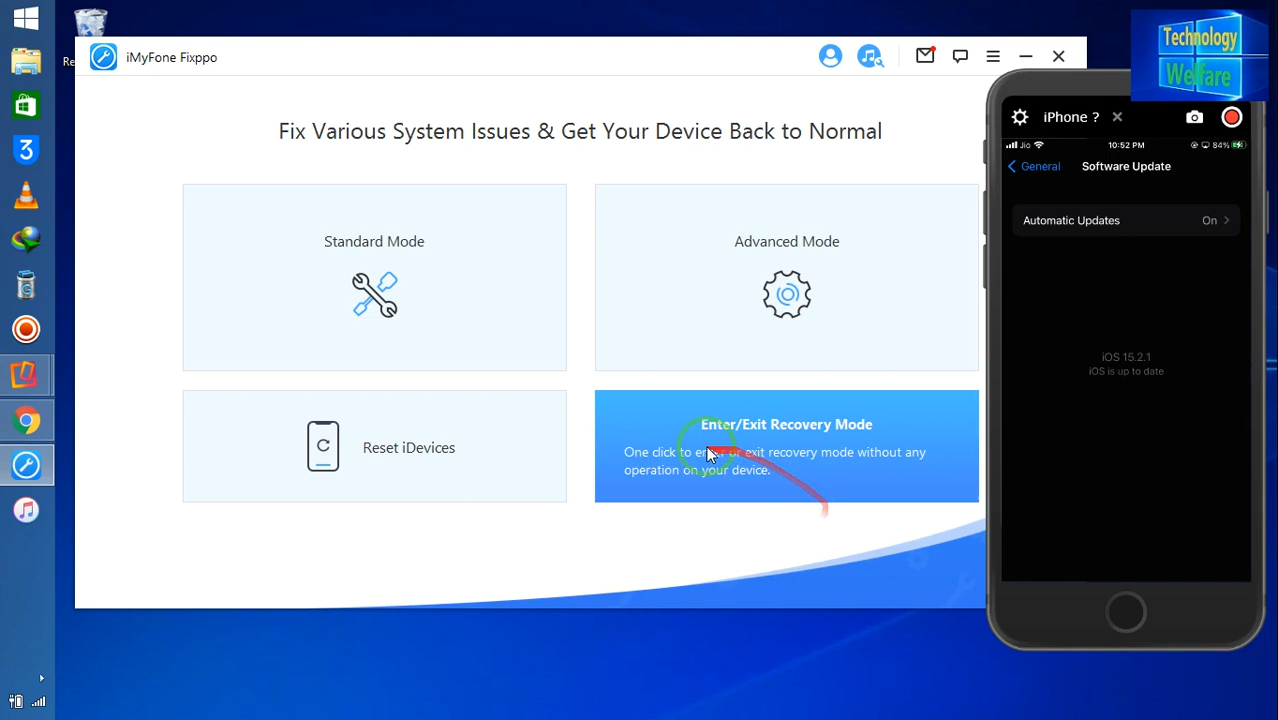 Re
iMyFone Fixppo
Technology
Welfare
Fix Various System Issues & Get Your Device Back to Normal
Standard Mode
Advanced Mode
Reset iDevices
Enter/Exit Recovery Mode
One click to enter or exit recovery mode without any
operation on your device.
iPhone ?
Jio
10:52 PM
84%
General
Software Update
Automatic Updates
On
iOS 15.2.1
iOS is up to date